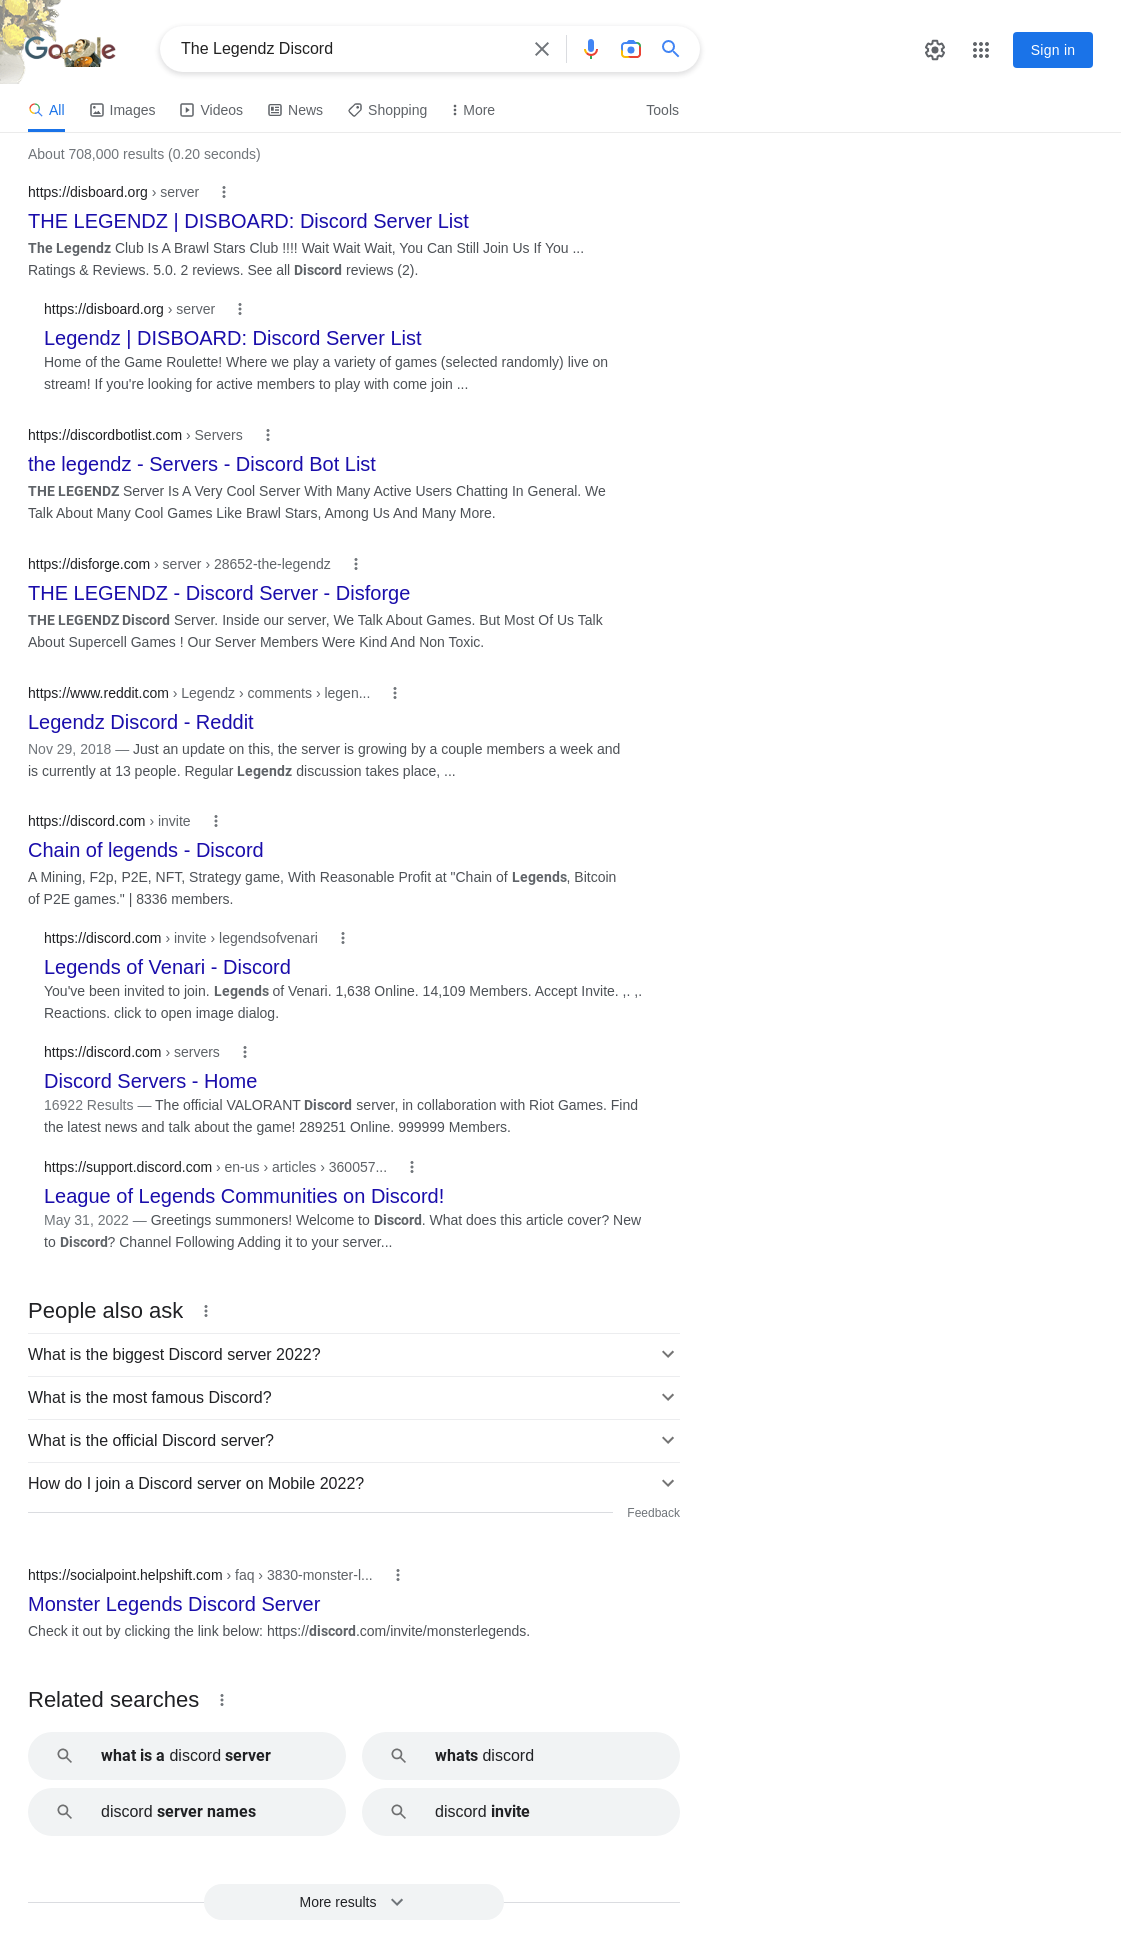 Google
The Legendz Discord
Sign in
All Images Videos News Shopping More Tools
About 708,000 results (0.20 seconds)
https://disboard.org › server
THE LEGENDZ | DISBOARD: Discord Server List
The Legendz Club Is A Brawl Stars Club !!!! Wait Wait Wait, You Can Still Join Us If You ...
Ratings & Reviews. 5.0. 2 reviews. See all Discord reviews (2).
https://disboard.org › server
Legendz | DISBOARD: Discord Server List
Home of the Game Roulette! Where we play a variety of games (selected randomly) live on
stream! If you're looking for active members to play with come join ...
https://discordbotlist.com › Servers
the legendz - Servers - Discord Bot List
THE LEGENDZ Server Is A Very Cool Server With Many Active Users Chatting In General. We
Talk About Many Cool Games Like Brawl Stars, Among Us And Many More.
https://disforge.com › server › 28652-the-legendz
THE LEGENDZ - Discord Server - Disforge
THE LEGENDZ Discord Server. Inside our server, We Talk About Games. But Most Of Us Talk
About Supercell Games ! Our Server Members Were Kind And Non Toxic.
https://www.reddit.com › Legendz › comments › legen...
Legendz Discord - Reddit
Nov 29, 2018 — Just an update on this, the server is growing by a couple members a week and
is currently at 13 people. Regular Legendz discussion takes place, ...
https://discord.com › invite
Chain of legends - Discord
A Mining, F2p, P2E, NFT, Strategy game, With Reasonable Profit at "Chain of Legends, Bitcoin
of P2E games." | 8336 members.
https://discord.com › invite › legendsofvenari
Legends of Venari - Discord
You've been invited to join. Legends of Venari. 1,638 Online. 14,109 Members. Accept Invite. ,. ,.
Reactions. click to open image dialog.
https://discord.com › servers
Discord Servers - Home
16922 Results — The official VALORANT Discord server, in collaboration with Riot Games. Find
the latest news and talk about the game! 289251 Online. 999999 Members.
https://support.discord.com › en-us › articles › 360057...
League of Legends Communities on Discord!
May 31, 2022 — Greetings summoners! Welcome to Discord. What does this article cover? New
to Discord? Channel Following Adding it to your server...
People also ask
What is the biggest Discord server 2022?
What is the most famous Discord?
What is the official Discord server?
How do I join a Discord server on Mobile 2022?
Feedback
https://socialpoint.helpshift.com › faq › 3830-monster-l...
Monster Legends Discord Server
Check it out by clicking the link below: https://discord.com/invite/monsterlegends.
Related searches
what is a discord server
whats discord
discord server names
discord invite
More results